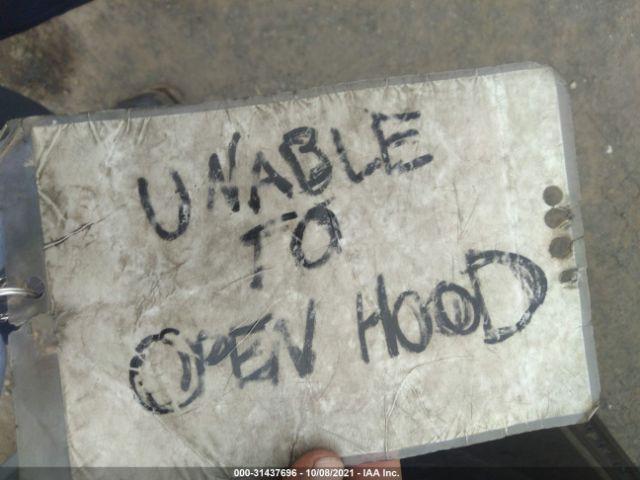 UNABLE
TO
OPEN HOOD
000-31437696 - 10/08/2021 - IAA Inc.